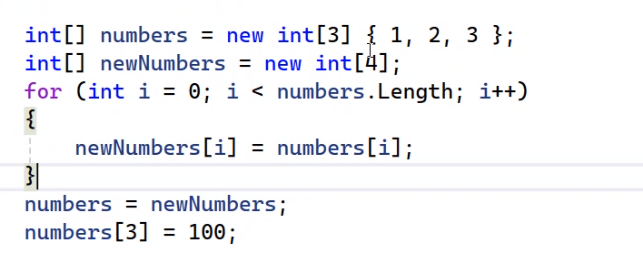 int[] numbers = new int[3] { 1, 2, 3 };
int[] newNumbers = new int[4];
for (int i = 0; i < numbers.Length; i++)
{
    newNumbers[i] = numbers[i];
}
numbers = newNumbers;
numbers[3] = 100;